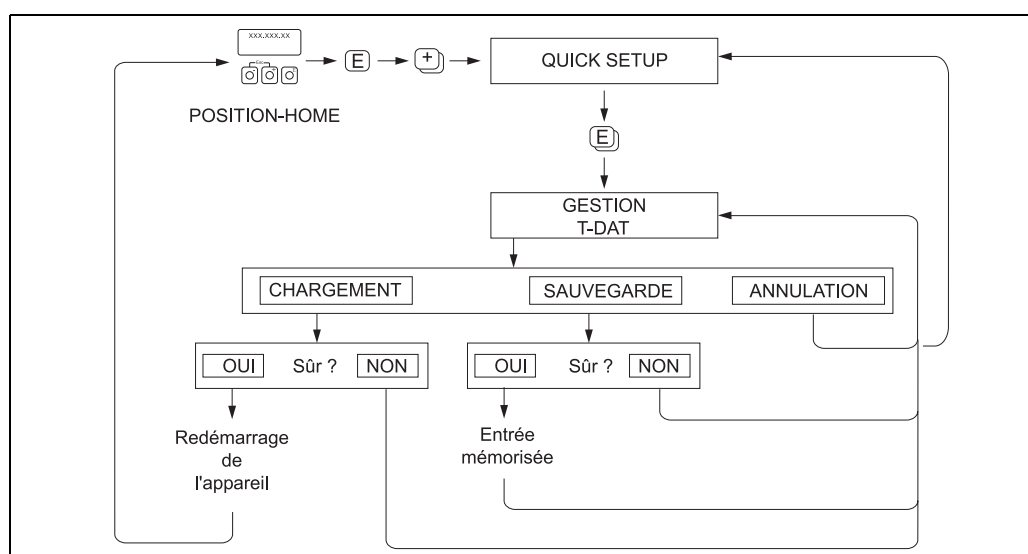 XXX.XXX.XX
Esc
E
+
QUICK SETUP
POSITION-HOME
E
GESTION
T-DAT
CHARGEMENT
SAUVEGARDE
ANNULATION
OUI Sûr ? NON
OUI Sûr ? NON
Redémarrage
de
l'appareil
Entrée
mémorisée